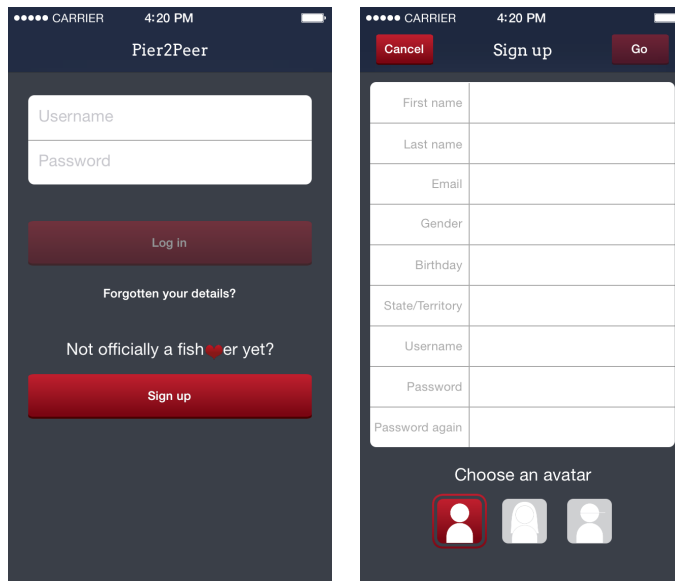 CARRIER 4:20 PM
Pier2Peer
Username
Password
Log in
Forgotten your details?
Not officially a fish❤er yet?
Sign up
CARRIER 4:20 PM
Cancel Sign up Go
First name
Last name
Email
Gender
Birthday
State/Territory
Username
Password
Password again
Choose an avatar